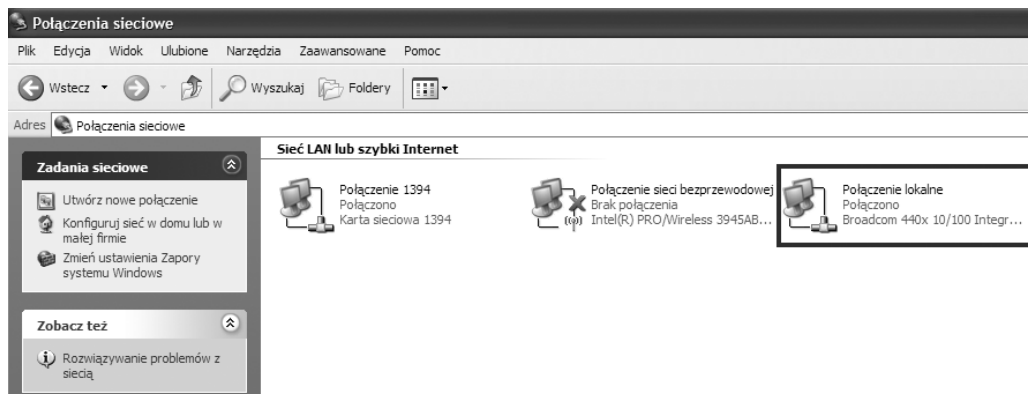 Połączenia sieciowe
Plik Edycja Widok Ulubione Narzędzia Zaawansowane Pomoc
Wstecz Wyszukaj Foldery
Adres Połączenia sieciowe
Zadania sieciowe
Utwórz nowe połączenie
Konfiguruj sieć w domu lub w
małej firmie
Zmień ustawienia Zapory
systemu Windows
Zobacz też
Rozwiązywanie problemów z
siecią
Sieć LAN lub szybki Internet
Połączenie 1394
Połączono
Karta sieciowa 1394
Połączenie sieci bezprzewodowej
Brak połączenia
Intel(R) PRO/Wireless 3945AB...
Połączenie lokalne
Połączono
Broadcom 440x 10/100 Integr...